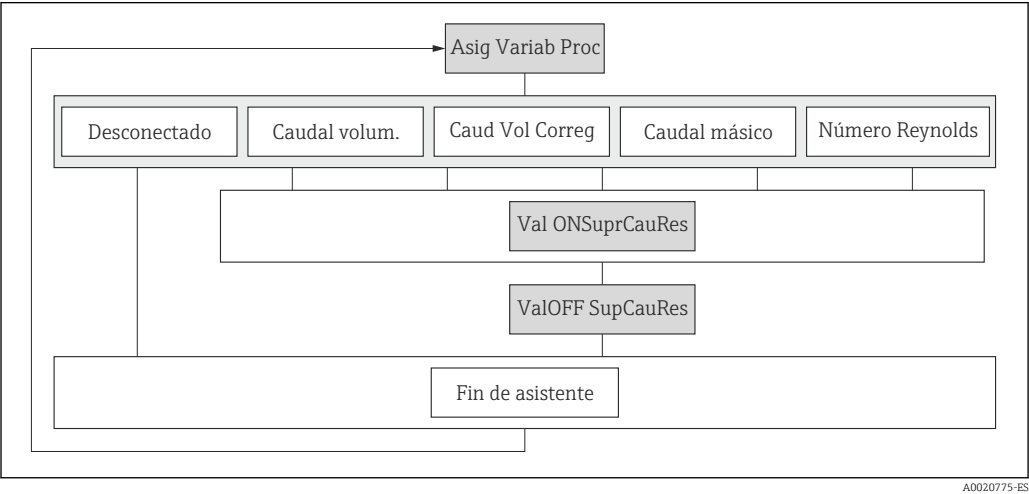 Asig Variab Proc
Desconectado
Caudal volum.
Caud Vol Correg
Caudal másico
Número Reynolds
Val ONSuprCauRes
ValOFF SupCauRes
Fin de asistente
A0020775-ES